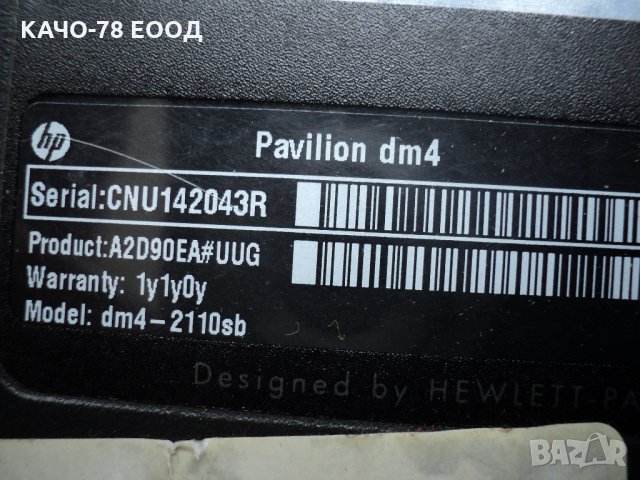 КАЧО-78 ЕООД
hp
Pavilion dm4
Serial:CNU142043R
Product:A2D90EA#UUG
Warranty: 1y1y0y
Model: dm4-2110sb
Designed by HEWLETT-PA
BAZAR